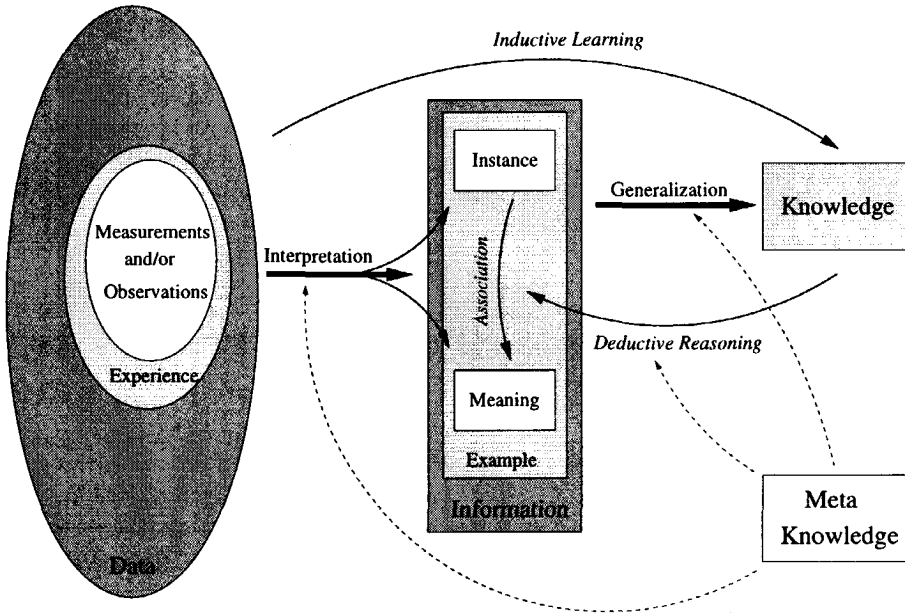 Inductive Learning
Instance
Generalization
Knowledge
Measurements
and/or
Observations
Interpretation
Association
Deductive Reasoning
Experience
Meaning
Example
Information
Meta
Knowledge
Data